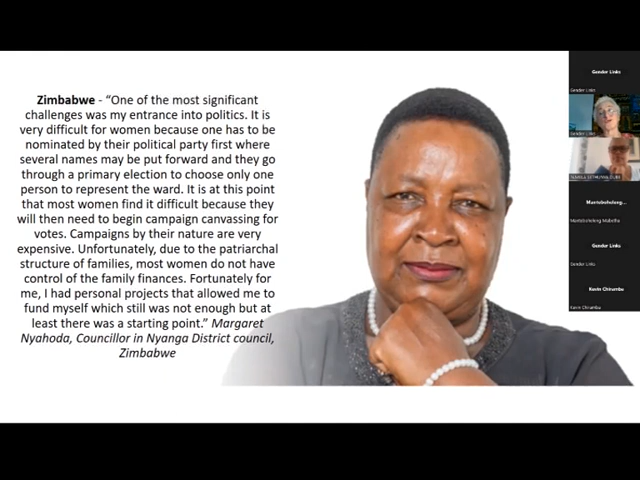 Zimbabwe - “One of the most significant
challenges was my entrance into politics. It is
very difficult for women because one has to be
nominated by their political party first where
several names may be put forward and they go
through a primary election to choose only one
person to represent the ward. It is at this point
that most women find it difficult because they
will then need to begin campaign canvassing for
votes. Campaigns by their nature are very
expensive. Unfortunately, due to the patriarchal
structure of families, most women do not have
control of the family finances. Fortunately for
me, I had personal projects that allowed me to
fund myself which still was not enough but at
least there was a starting point.” Margaret
Nyahoda, Councillor in Nyanga District council,
Zimbabwe
Gender Links
Gender Links
Gender Links
Gender Links
Gender Links
Kevin Chiramba
Kevin Chiramba